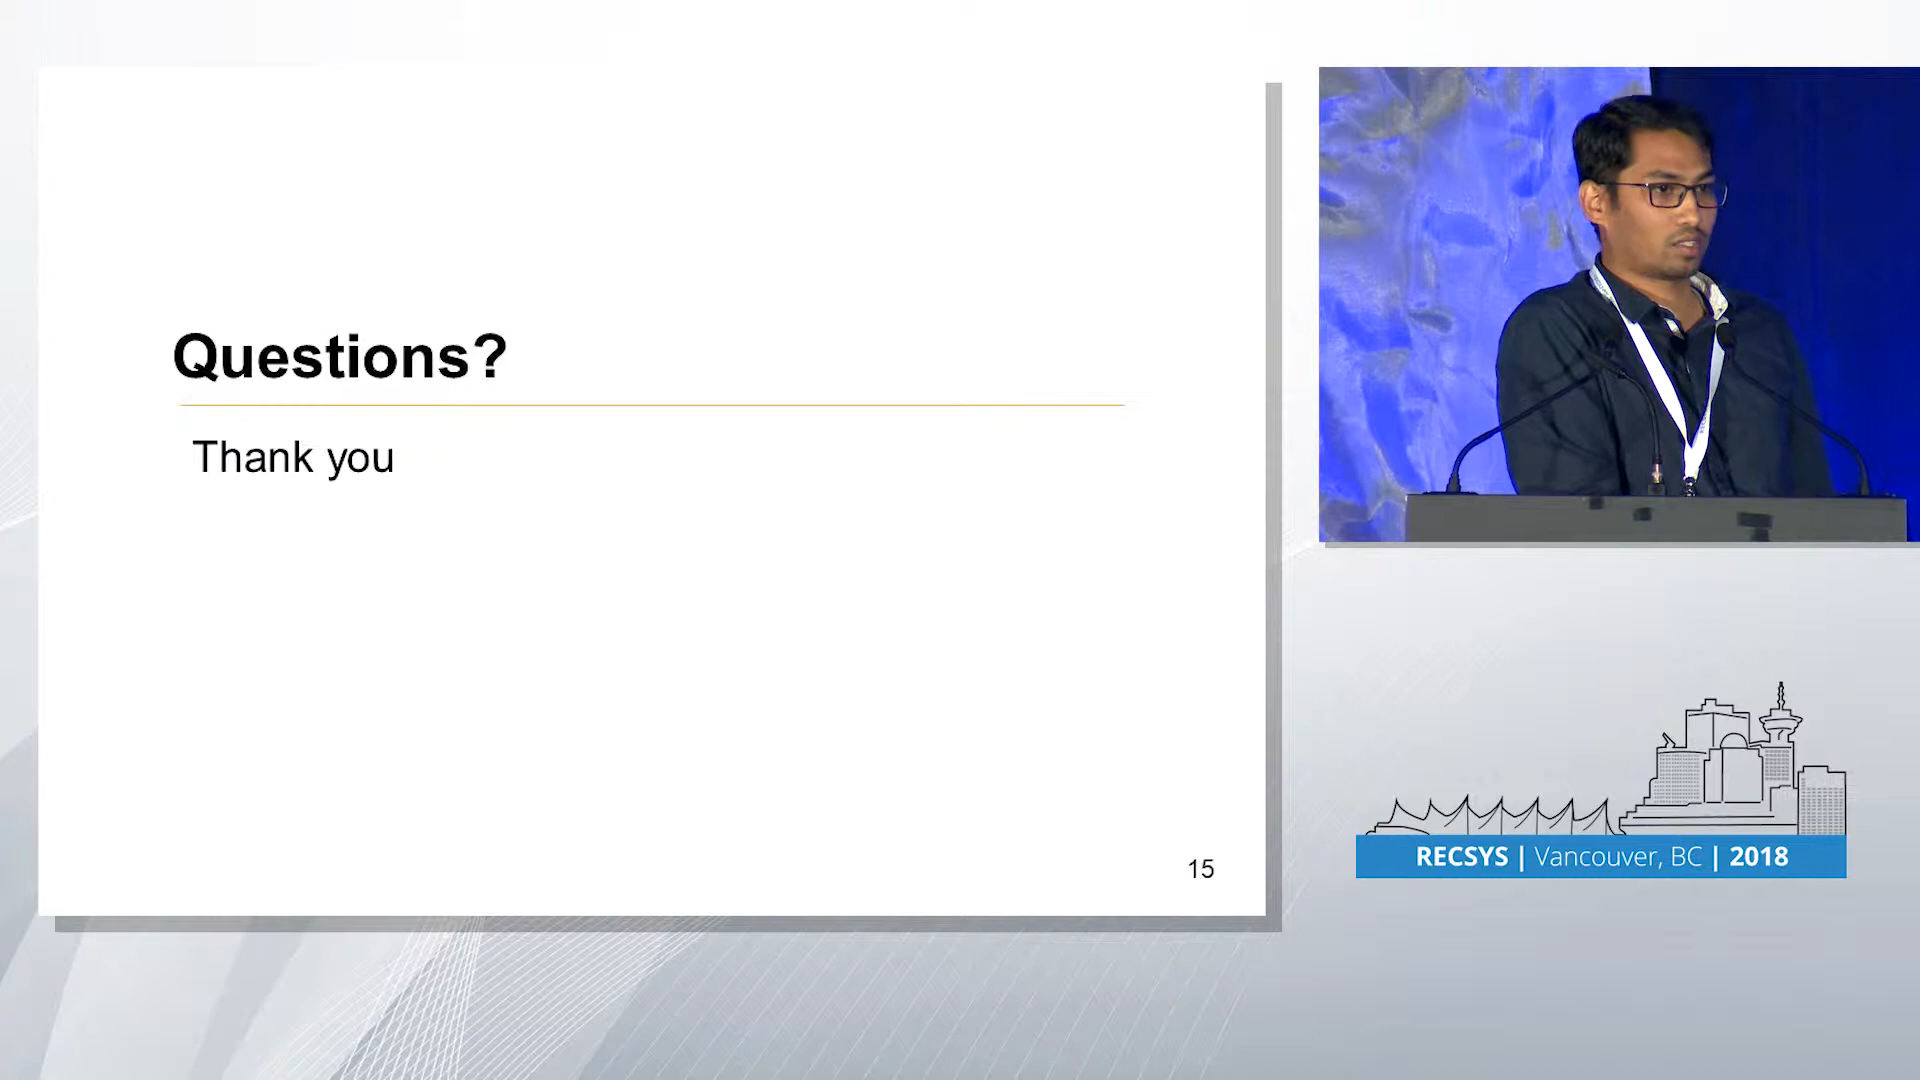 Questions?
Thank you
15
RECSYS | Vancouver, BC | 2018